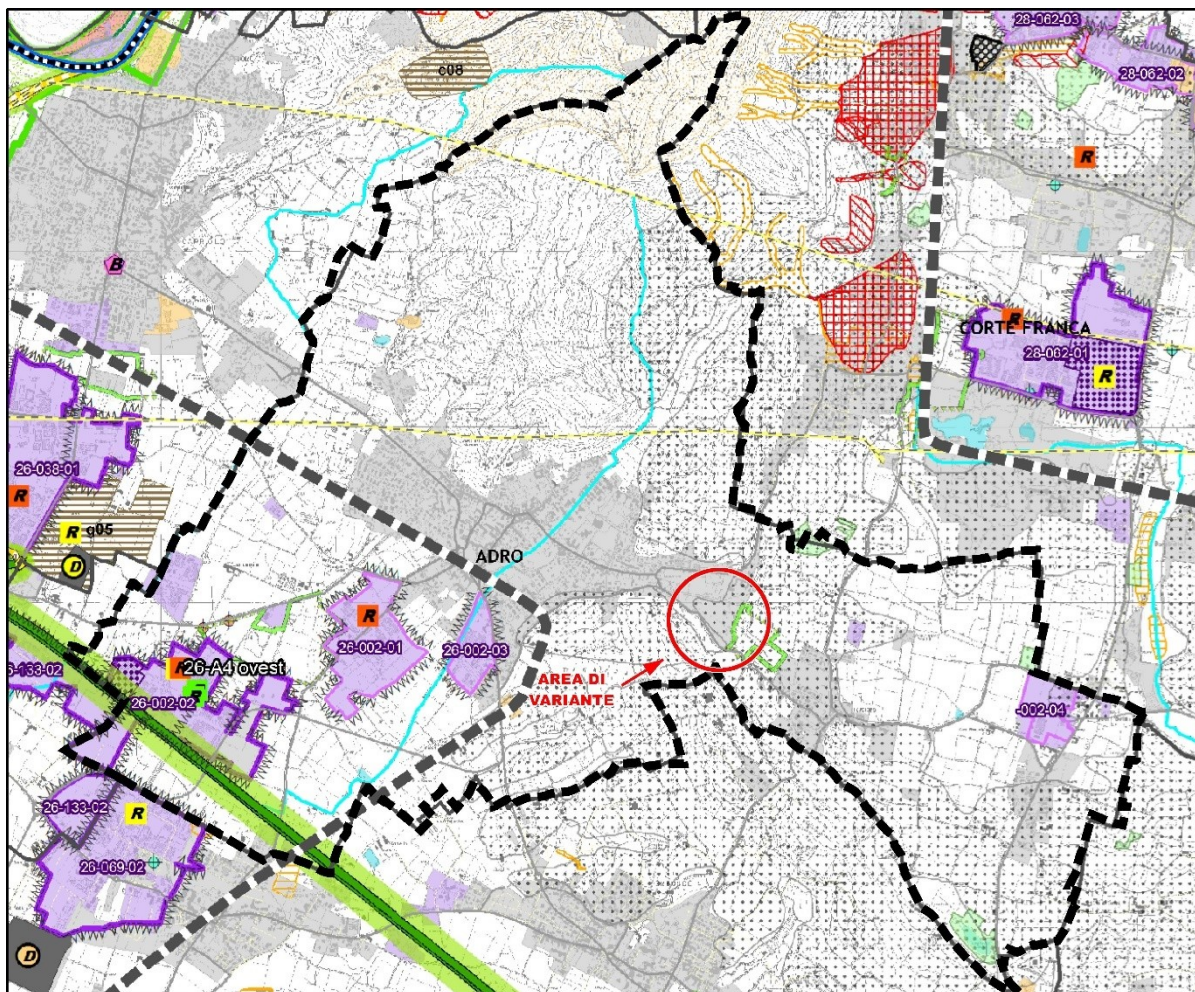 28-062-03
28-062-02
c08
R
B
CORTE FRANCA
R
28-062-01
R
26-038-01
R
R
g05
D
ADRO
R
26-002-01
26-002-03
AREA DI
VARIANTE
R
26-A4 ovest
-133-02
26-002-02
-002-04
26-133-02
R
26-069-02
D